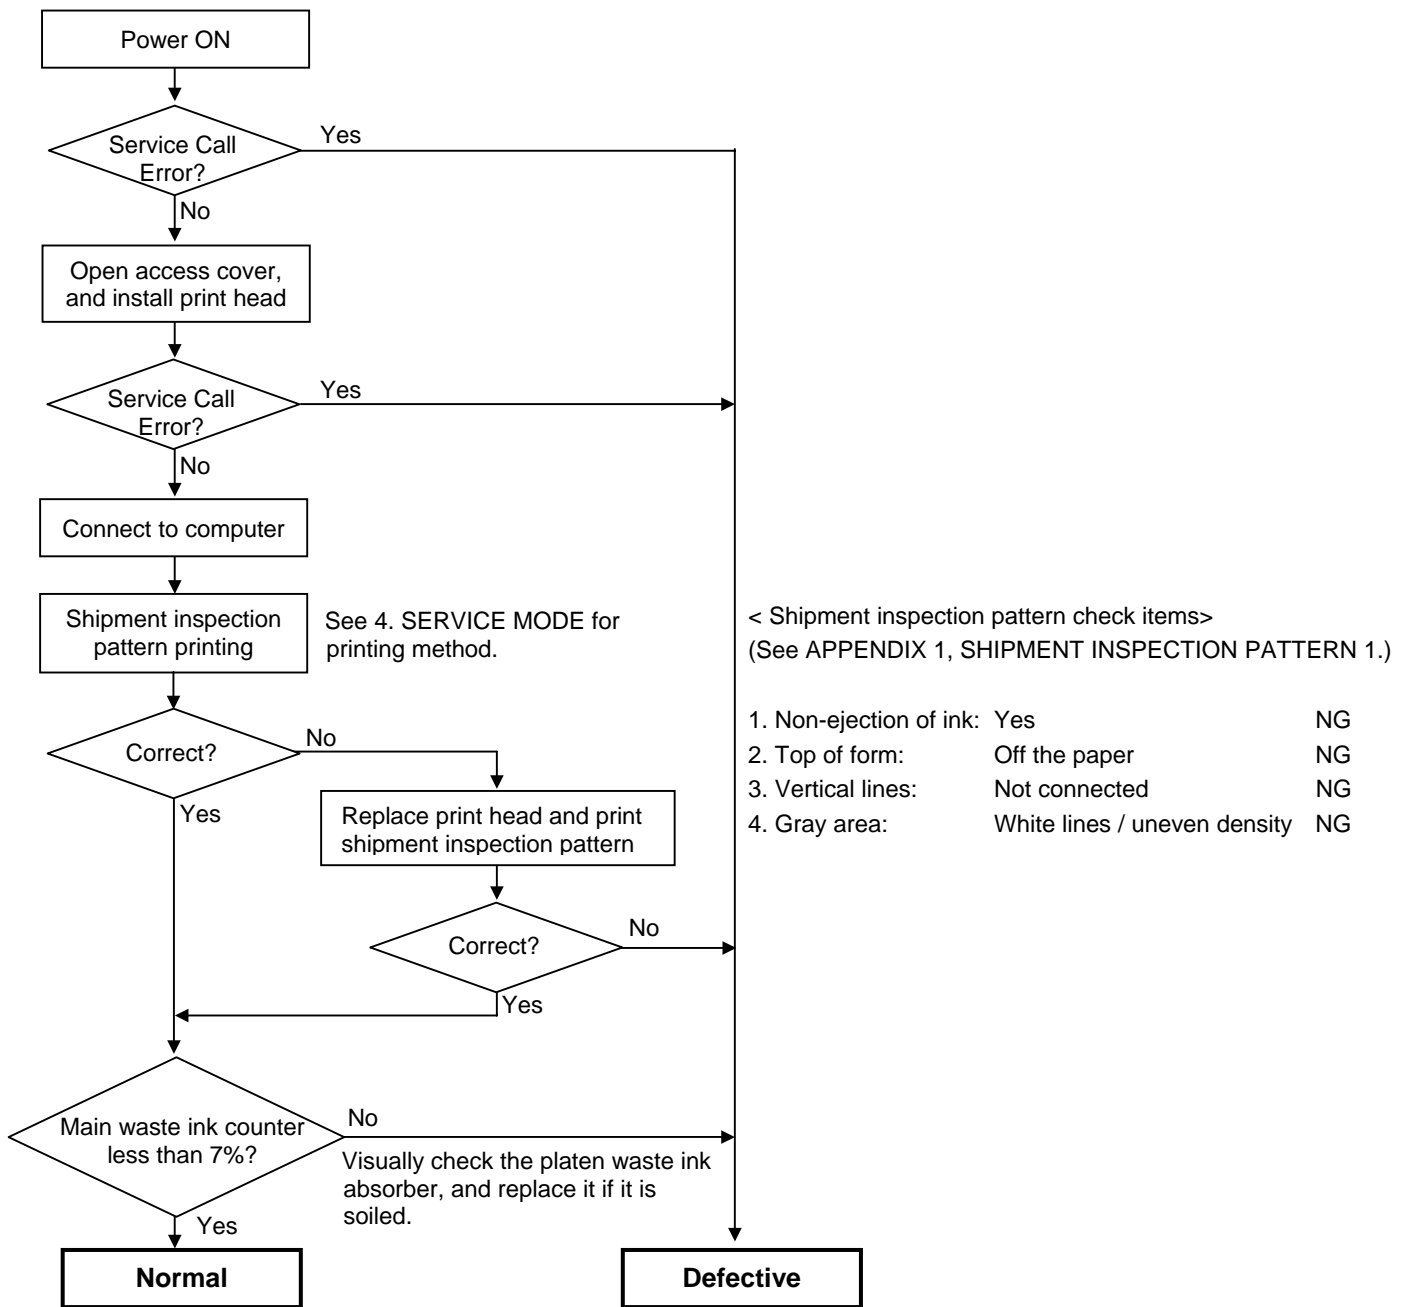 Power ON
Service Call
Error?
Yes
No
Open access cover,
and install print head
Service Call
Error?
Yes
No
Connect to computer
Shipment inspection
pattern printing
See 4. SERVICE MODE for
printing method.
< Shipment inspection pattern check items>
(See APPENDIX 1, SHIPMENT INSPECTION PATTERN 1.)
1. Non-ejection of ink: Yes NG
2. Top of form: Off the paper NG
3. Vertical lines: Not connected NG
4. Gray area: White lines / uneven density NG
Correct?
No
Yes
Replace print head and print
shipment inspection pattern
Correct?
No
Yes
Main waste ink counter
less than 7%?
No
Visually check the platen waste ink
absorber, and replace it if it is
soiled.
Yes
Normal
Defective